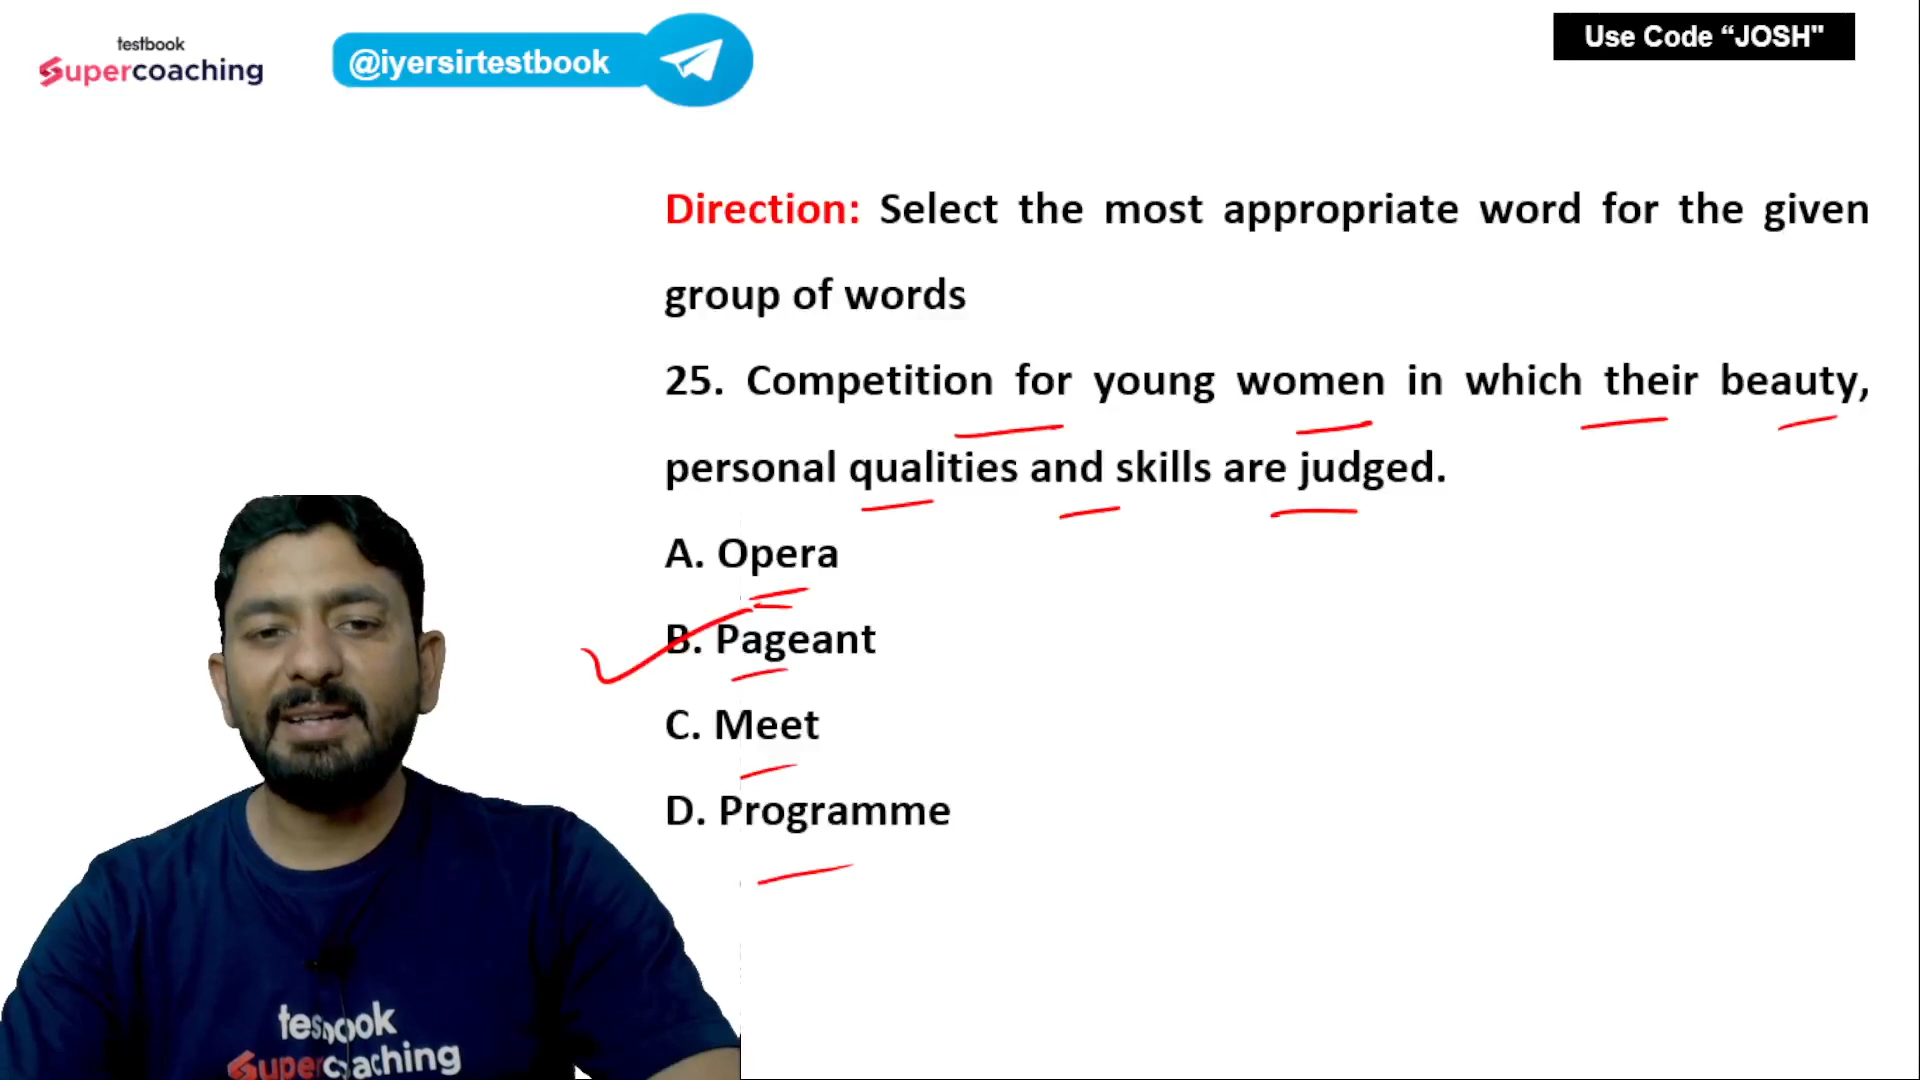 testbook
Supercoaching
@iyersirtestbook
Use Code “JOSH"
Direction: Select the most appropriate word for the given
group of words
25. Competition for young women in which their beauty,
personal qualities and skills are judged.
A. Opera
B. Pageant
C. Meet
D. Programme
testbook
Supercoaching